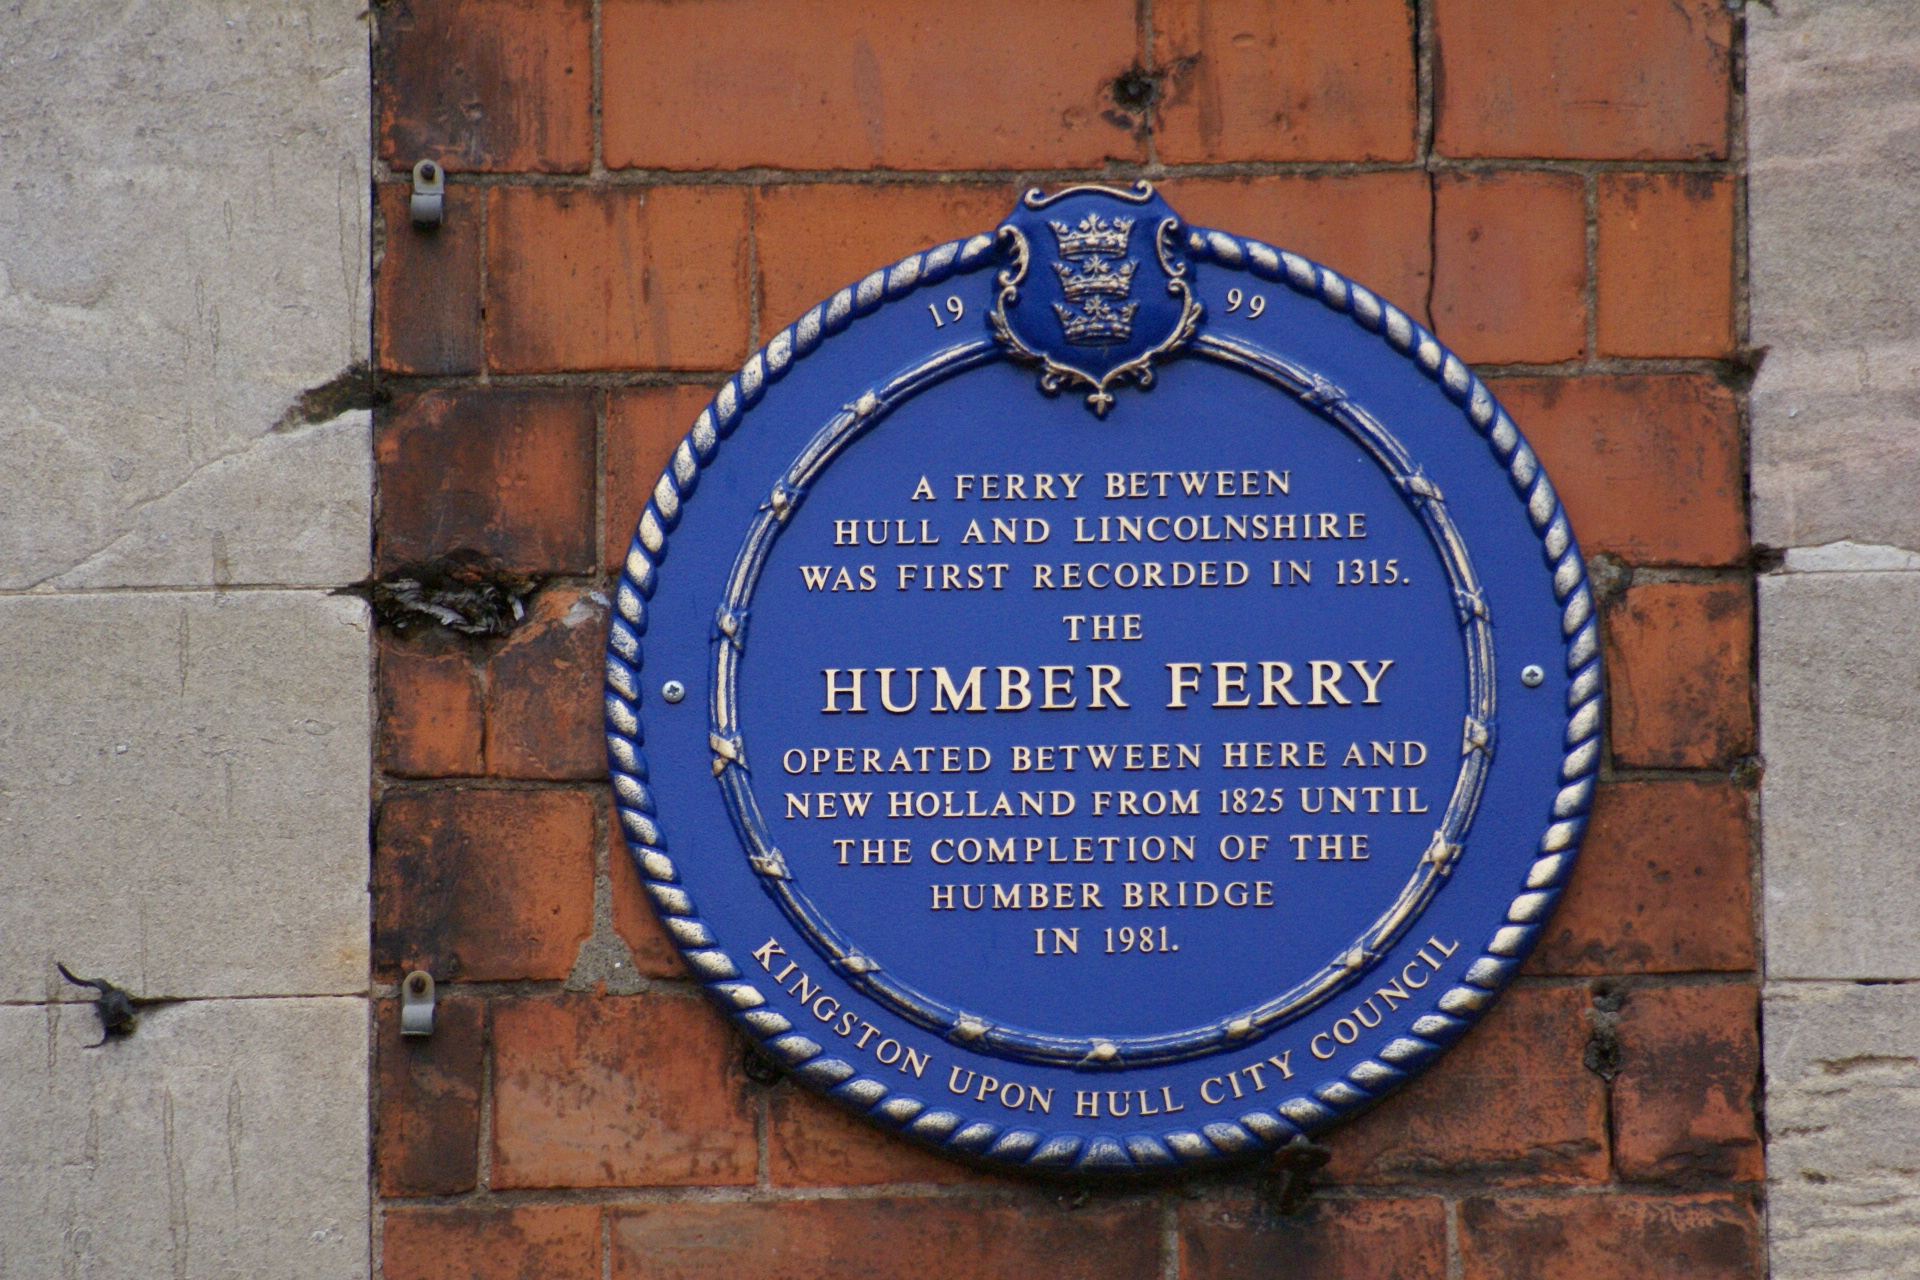 19 99
A FERRY BETWEEN
HULL AND LINCOLNSHIRE
WAS FIRST RECORDED IN 1315.
THE
HUMBER FERRY
OPERATED BETWEEN HERE AND
NEW HOLLAND FROM 1825 UNTIL
THE COMPLETION OF THE
HUMBER BRIDGE
IN 1981.
KINGSTON UPON HULL CITY COUNCIL